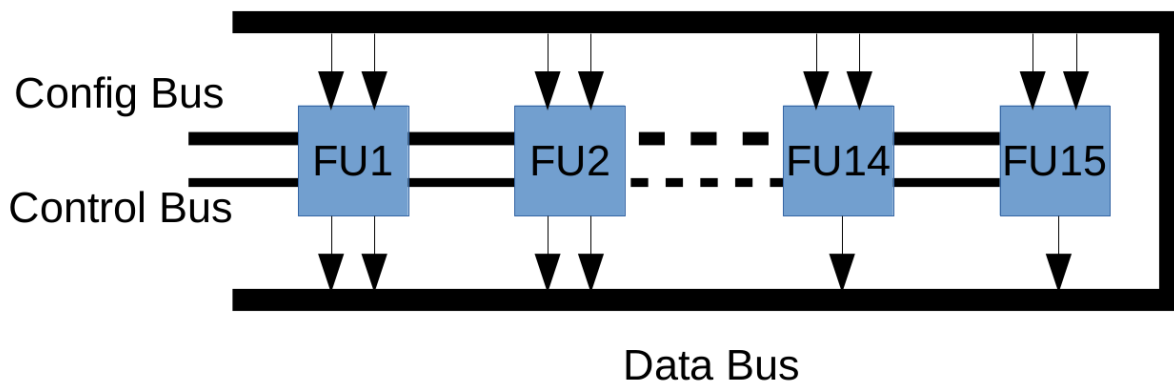 Config Bus
FU1 FU2 FU14 FU15
Control Bus
Data Bus